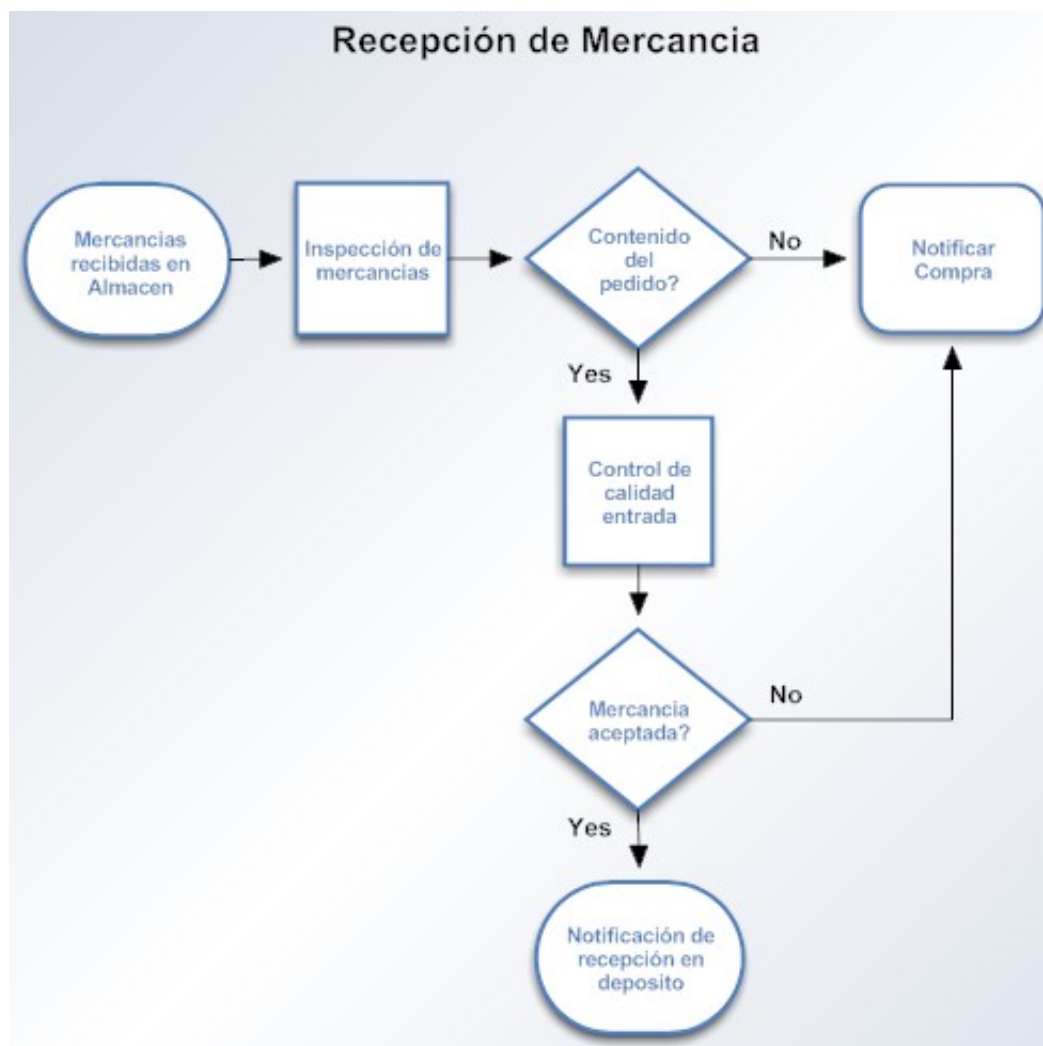 Recepción de Mercancia
Mercancias
recibidas en
Almacen
Inspección de
mercancias
Contenido
del
pedido?
No
Notificar
Compra
Yes
Control de
calidad
entrada
Mercancia
aceptada?
No
Yes
Notificación de
recepción en
deposito